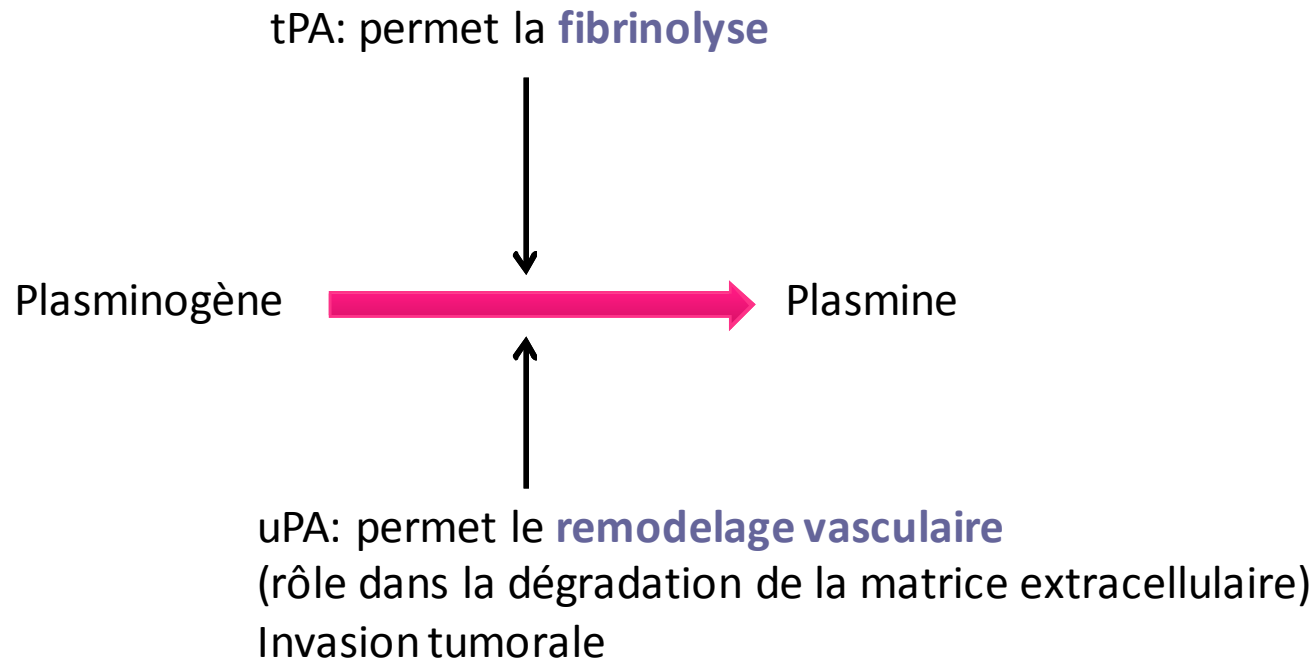 tPA: permet la fibrinolyse
Plasminogène
Plasmine
uPA: permet le remodelage vasculaire
(rôle dans la dégradation de la matrice extracellulaire)
Invasion tumorale